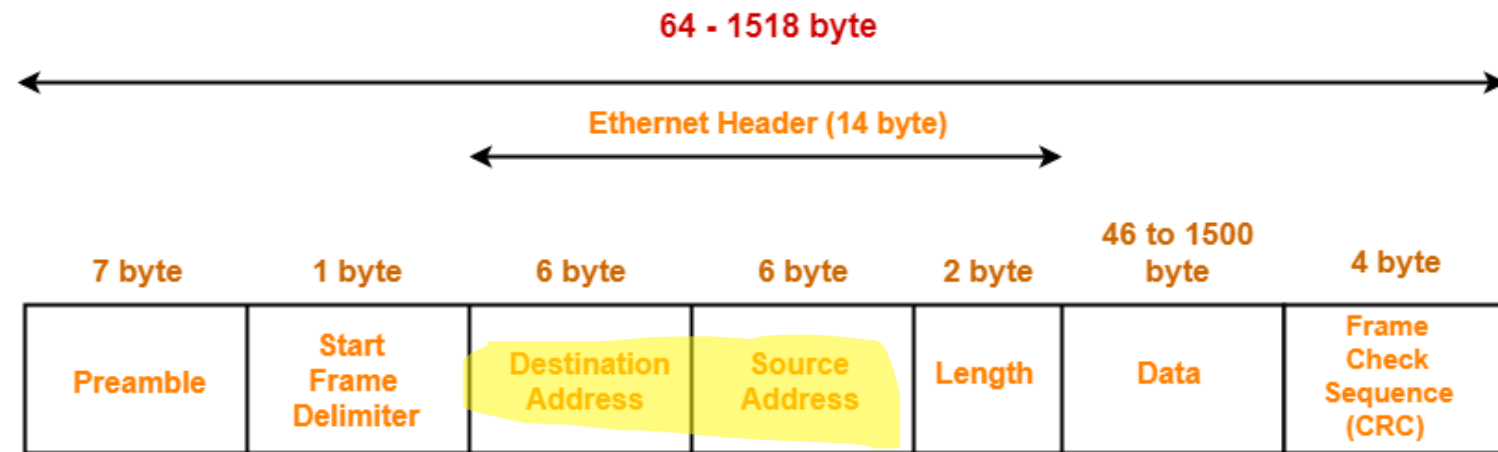 64 - 1518 byte
Ethernet Header (14 byte)
46 to 1500
7 byte 1 byte 6 byte 6 byte 2 byte byte 4 byte
Preamble
Start
Frame
Delimiter
Destination
Address
Source
Address
Length
Data
Frame
Check
Sequence
(CRC)